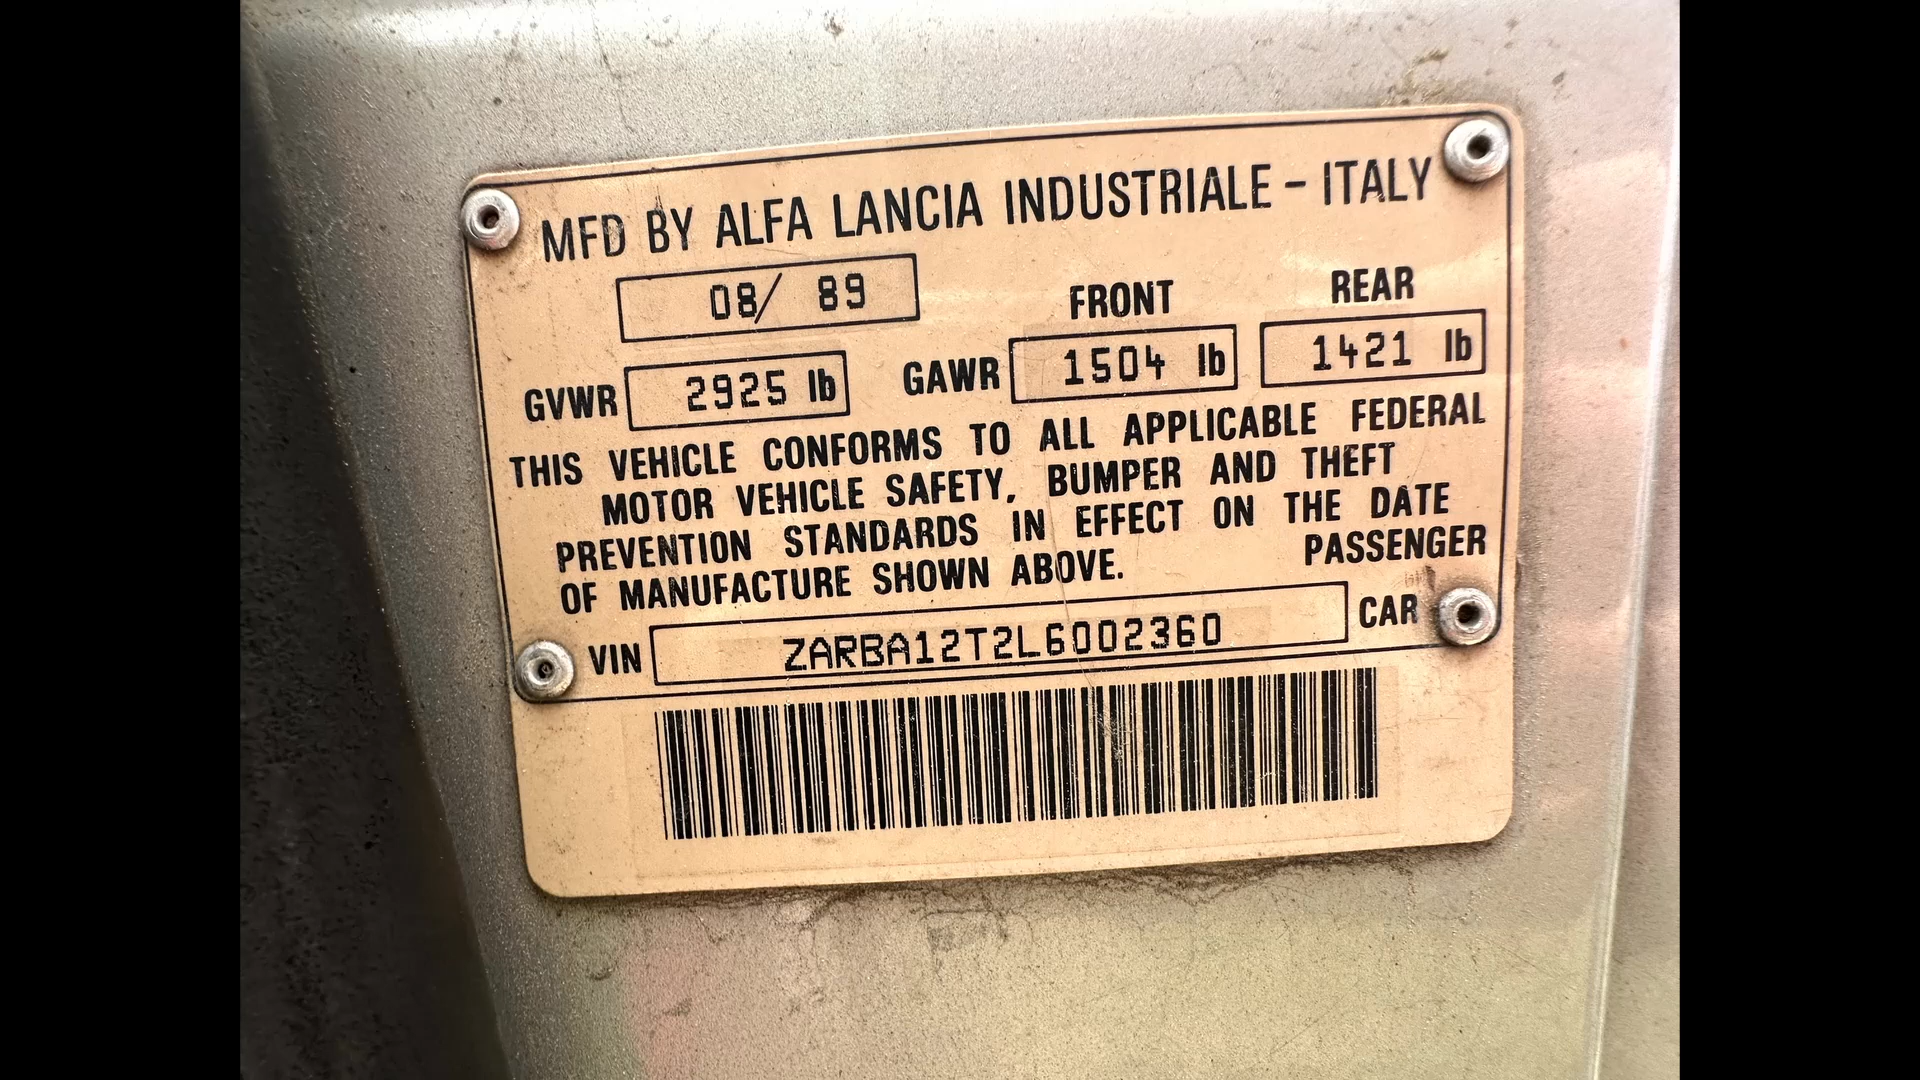 MFD BY ALFA LANCIA INDUSTRIALE - ITALY
08/ 89
FRONT REAR
GVWR 2925 lb GAWR 1504 lb 1421 lb
THIS VEHICLE CONFORMS TO ALL APPLICABLE FEDERAL
MOTOR VEHICLE SAFETY, BUMPER AND THEFT
PREVENTION STANDARDS IN EFFECT ON THE DATE
OF MANUFACTURE SHOWN ABOVE. PASSENGER
VIN ZARBA12T2L6002360 CAR